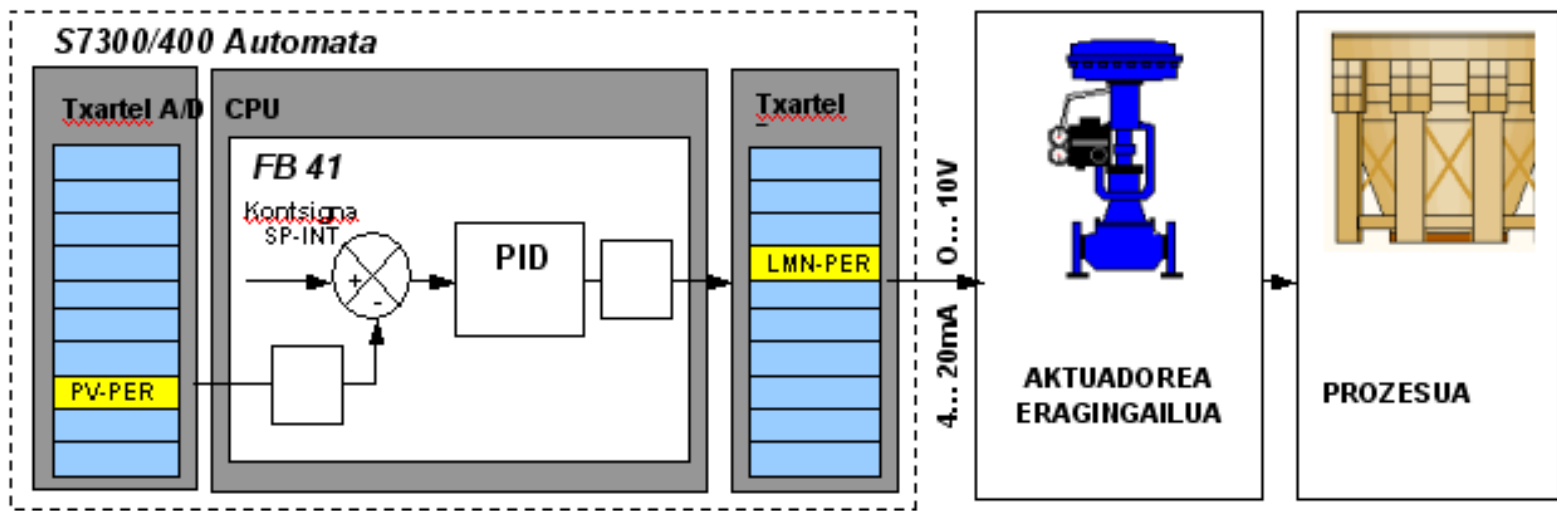 S7300/400 Automata
Txartel A/D
CPU
Txartel
FB 41
Kontsigna
SP-INT
+
-
PID
PV-PER
LMN-PER
4... 20mA O... 10V
AKTUADOREA
ERAGINGAILUA
PROZESUA